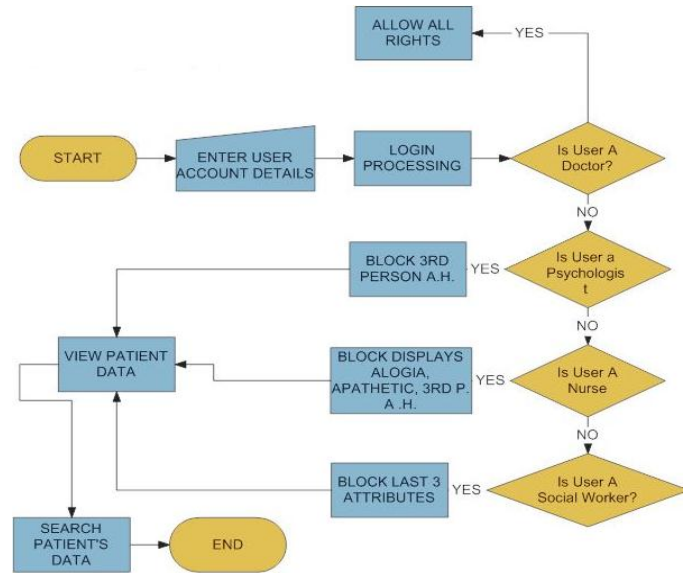 ALLOW ALL
RIGHTS
YES
START
ENTER USER
ACCOUNT DETAILS
LOGIN
PROCESSING
Is User A
Doctor?
NO
BLOCK 3RD
PERSON A.H.
YES
Is User a
Psychologis
t
NO
VIEW PATIENT
DATA
BLOCK DISPLAYS
ALOGIA,
APATHETIC, 3RD P.
A .H.
YES
Is User A
Nurse
NO
BLOCK LAST 3
ATTRIBUTES
YES
Is User A
Social Worker?
SEARCH
PATIENT'S
DATA
END